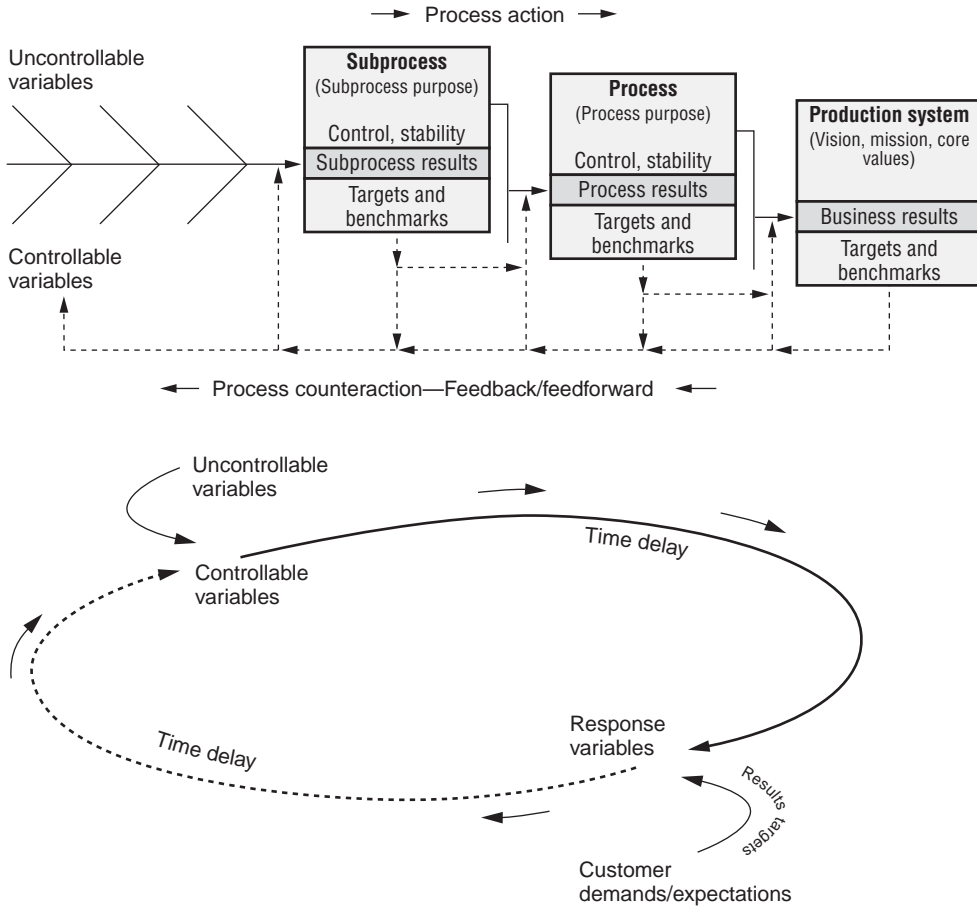 Process action
Uncontrollable
variables
Subprocess
(Subprocess purpose)
Control, stability
Subprocess results
Targets and
benchmarks
Process
(Process purpose)
Control, stability
Process results
Targets and
benchmarks
Production system
(Vision, mission, core
values)
Business results
Targets and
benchmarks
Controllable
variables
Process counteraction—Feedback/feedforward
Uncontrollable
variables
Time delay
Controllable
variables
Response
variables
Time delay
Results
targets
Customer
demands/expectations